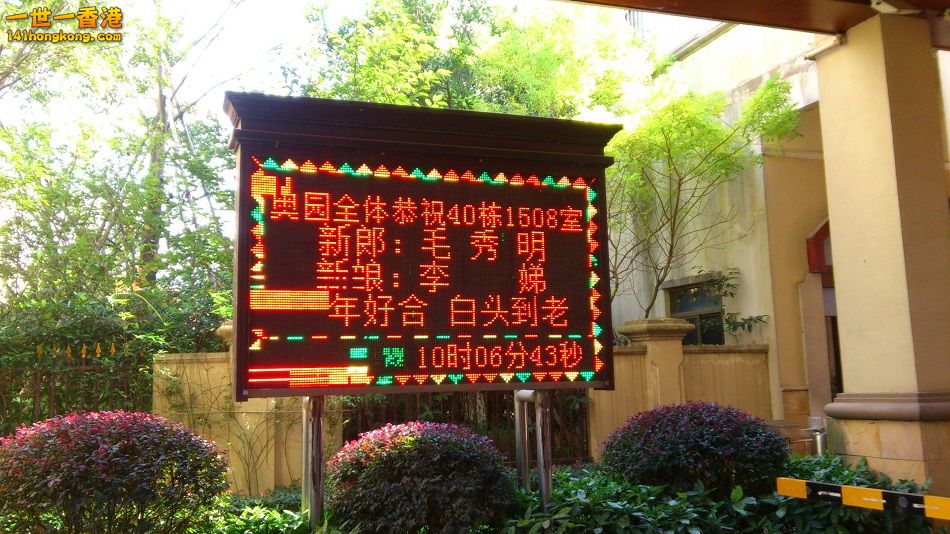 一世一香港
141hongkong.com
典园全体恭祝40栋1508室
新郎：毛 秀 明
新娘：李 娣
年好合 白头到老
10时06分43秒